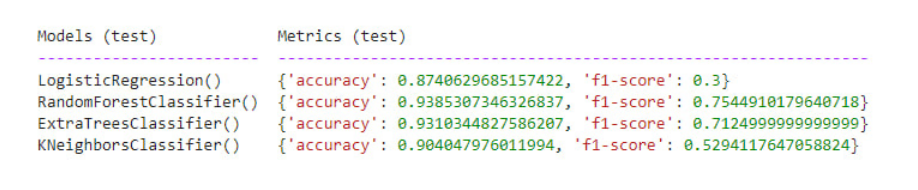 Models (test) Metrics (test)
------------------------ ----------------------------------------------------------------
LogisticRegression() {'accuracy': 0.8740629685157422, 'f1-score': 0.3}
RandomForestClassifier() {'accuracy': 0.9385307346326837, 'f1-score': 0.7544910179640718}
ExtraTreesClassifier() {'accuracy': 0.9310344827586207, 'f1-score': 0.7124999999999999}
KNeighborsClassifier() {'accuracy': 0.904047976011994, 'f1-score': 0.5294117647058824}